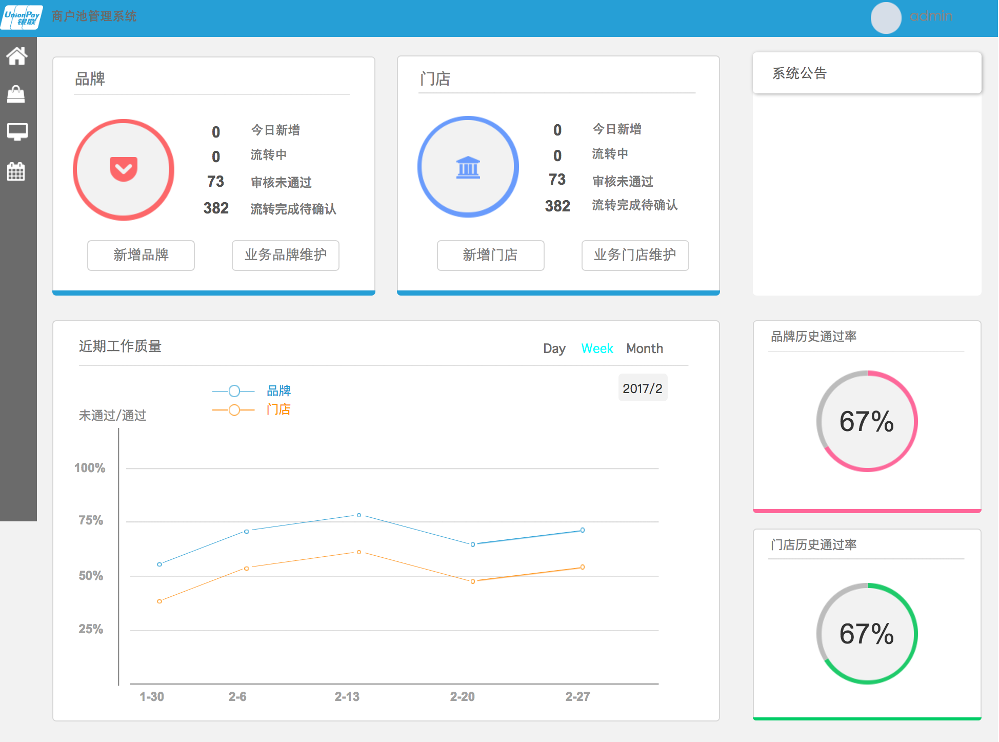 UnionPay
银联
商户池管理系统
admin
品牌
0 今日新增
0 流转中
73 审核未通过
382 流转完成待确认
新增品牌 业务品牌维护
门店
0 今日新增
0 流转中
73 审核未通过
382 流转完成待确认
新增门店 业务门店维护
系统公告
近期工作质量
Day Week Month
2017/2
品牌
门店
未通过/通过
100%
75%
50%
25%
1-30 2-6 2-13 2-20 2-27
品牌历史通过率
67%
门店历史通过率
67%